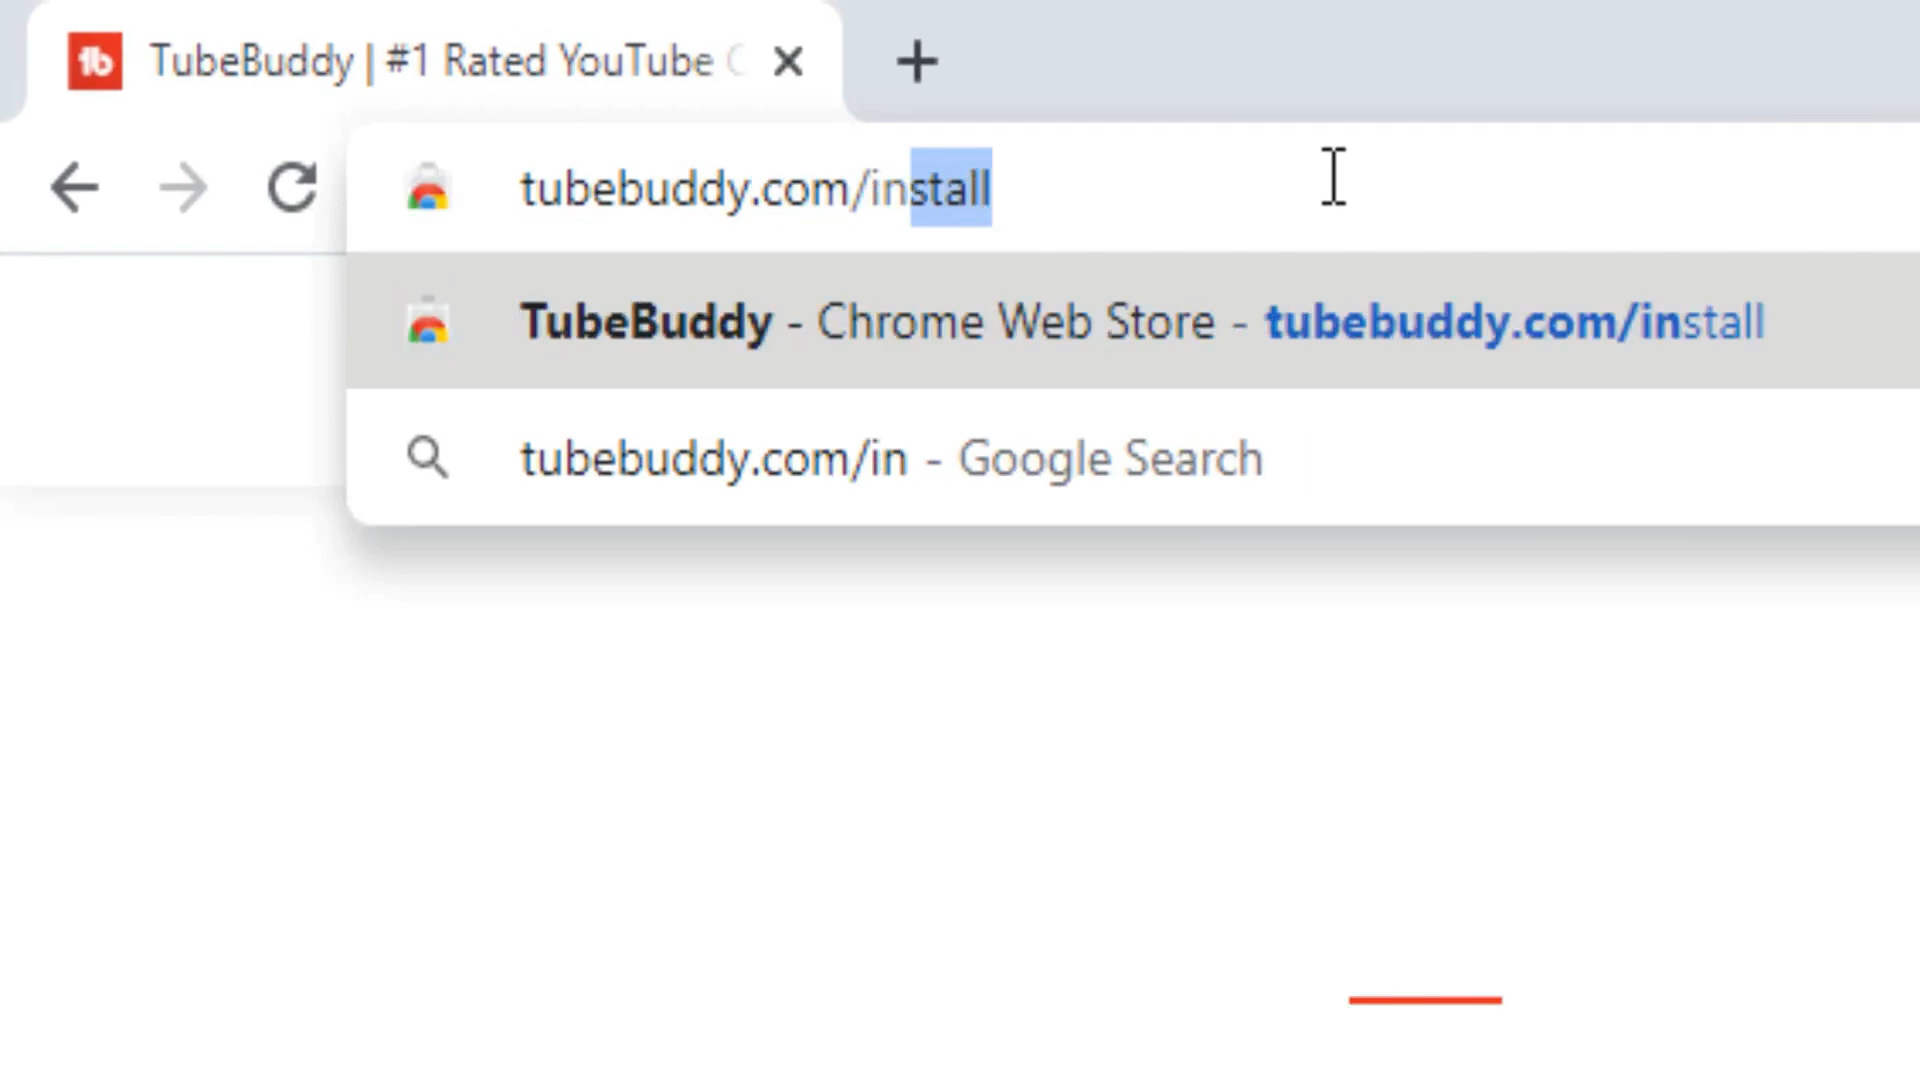 tb
TubeBuddy | #1 Rated YouTube
tubebuddy.com/install
TubeBuddy - Chrome Web Store - tubebuddy.com/install
tubebuddy.com/in - Google Search